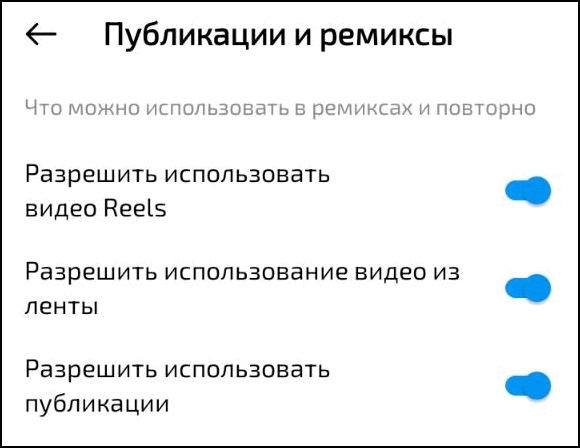 Публикации и ремиксы
Что можно использовать в ремиксах и повторно
Разрешить использовать
видео Reels
Разрешить использование видео из
ленты
Разрешить использовать
публикации